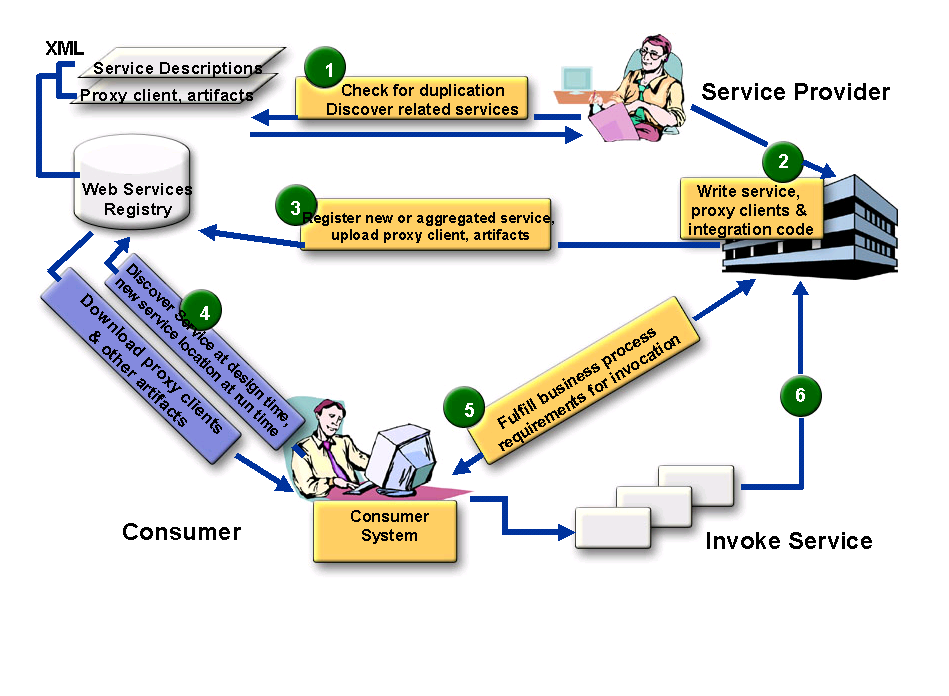 XML
Service Descriptions
Proxy client, artifacts
1
Check for duplication
Discover related services
Service Provider
2
Write service,
proxy clients &
integration code
Web Services
Registry
3
Register new or aggregated service,
upload proxy client, artifacts
4
Discover Service at design time,
new service location at run time
Download proxy clients
& other artifacts
5
Fulfill business process
requirements for invocation
6
Consumer
Consumer
System
Invoke Service